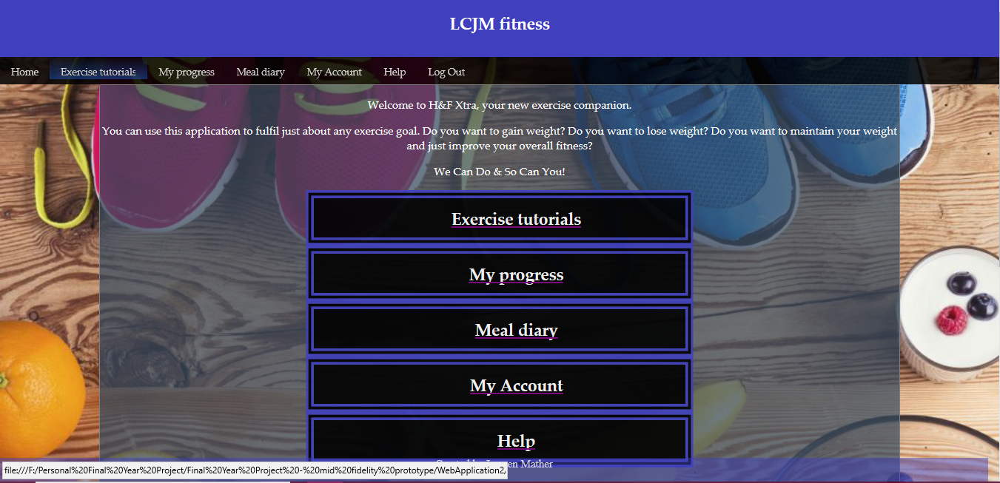 LCJM fitness
Home Exercise tutorials My progress Meal diary My Account Help Log Out
Welcome to H&F Xtra, your new exercise companion.
You can use this application to fulfil just about any exercise goal. Do you want to gain weight? Do you want to lose weight? Do you want to maintain your weight
and just improve your overall fitness?
We Can Do & So Can You!
Exercise tutorials
My progress
Meal diary
My Account
Help
Mather
file:///F:/Personal%20Final%20Year%20Project/Final%20Year%20Project%20-%20mid%20fidelity%20prototype/WebApplication2,